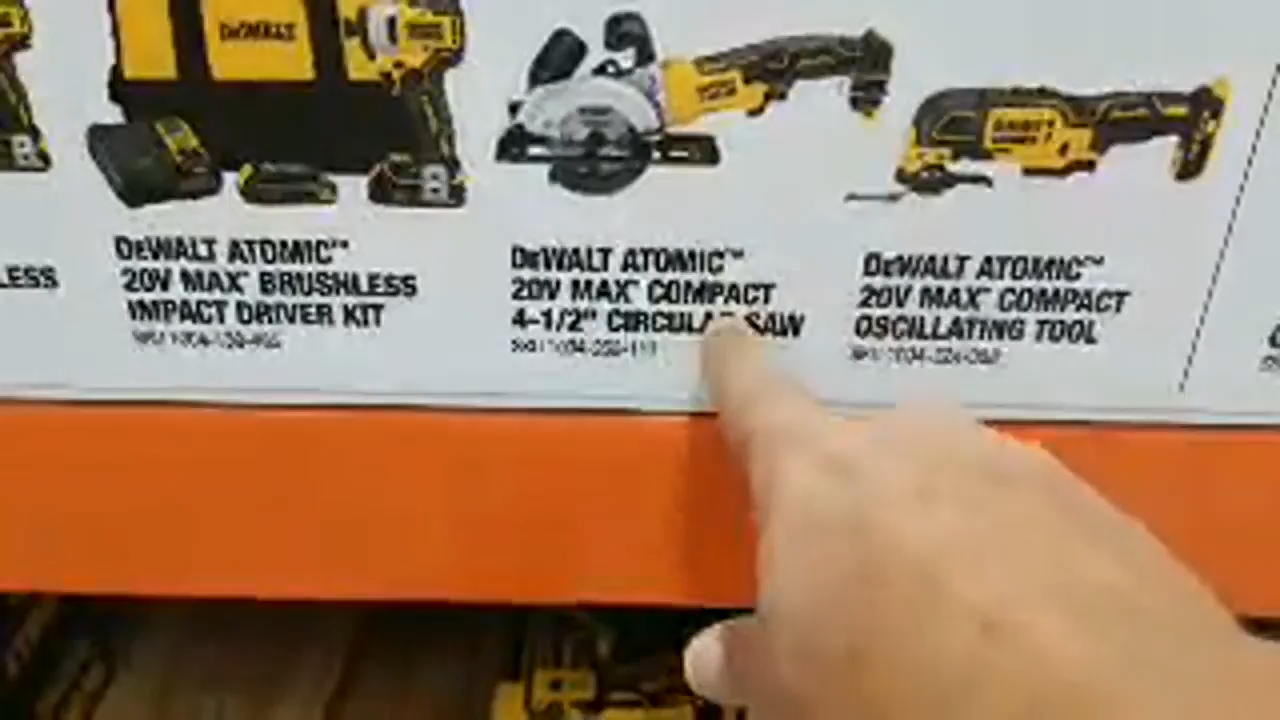 DEWALT
LESS
DEWALT ATOMIC™
20V MAX* BRUSHLESS
IMPACT DRIVER KIT
DEWALT ATOMIC™
20V MAX* COMPACT
4-1/2" CIRCULAR SAW
DEWALT ATOMIC™
20V MAX* COMPACT
OSCILLATING TOOL